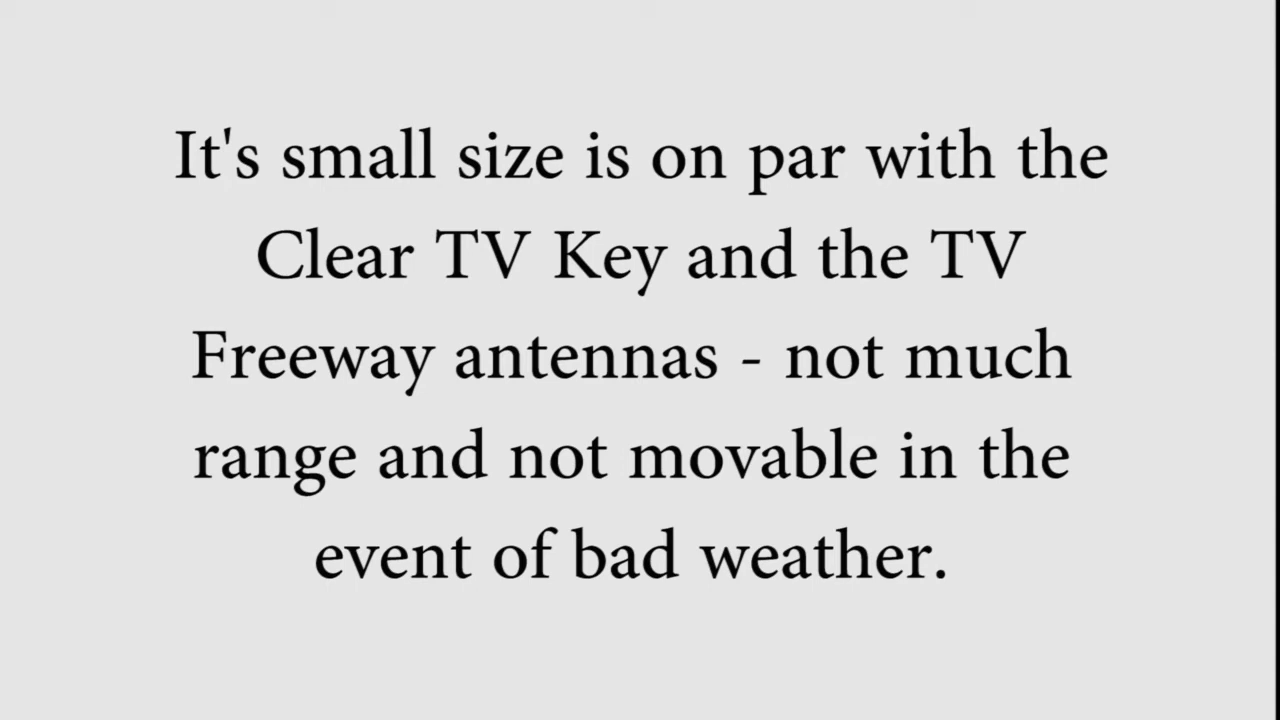 It's small size is on par with the
Clear TV Key and the TV
Freeway antennas - not much
range and not movable in the
event of bad weather.